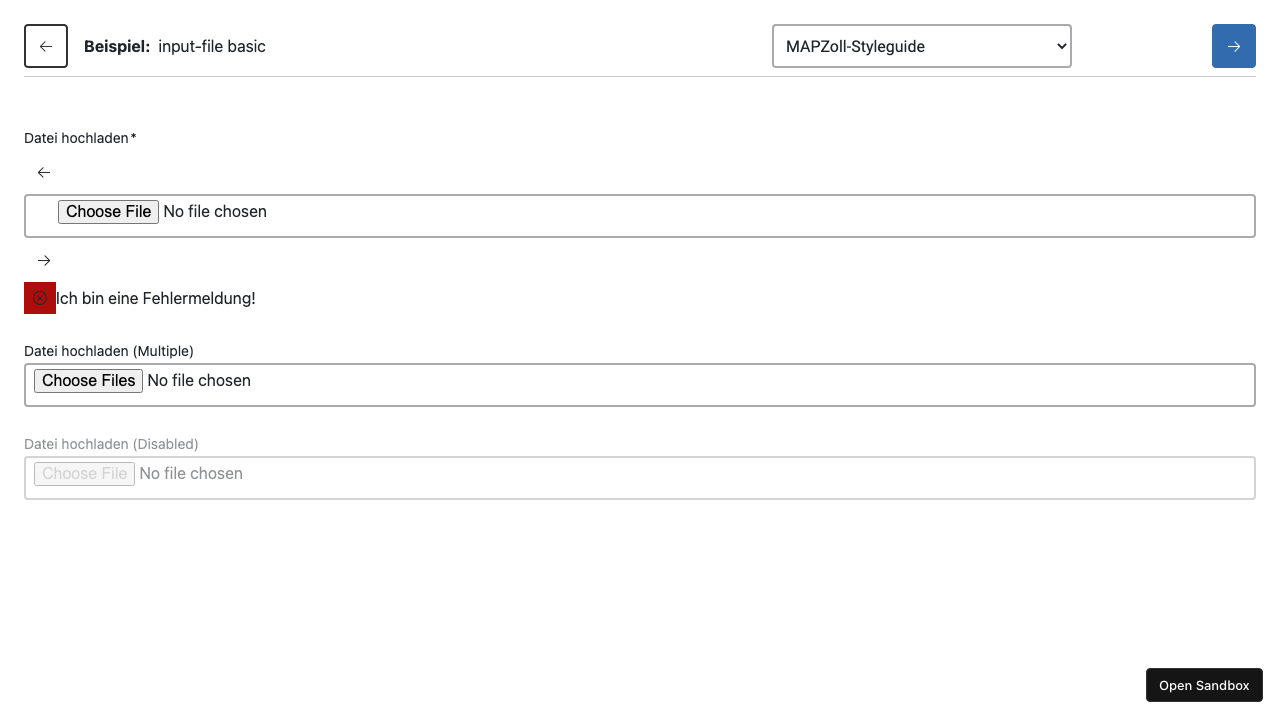 Beispiel: input-file basic
MAPZoll-Styleguide
Datei hochladen*
Choose File No file chosen
Ich bin eine Fehlermeldung!
Datei hochladen (Multiple)
Choose Files No file chosen
Datei hochladen (Disabled)
Choose File No file chosen
Open Sandbox